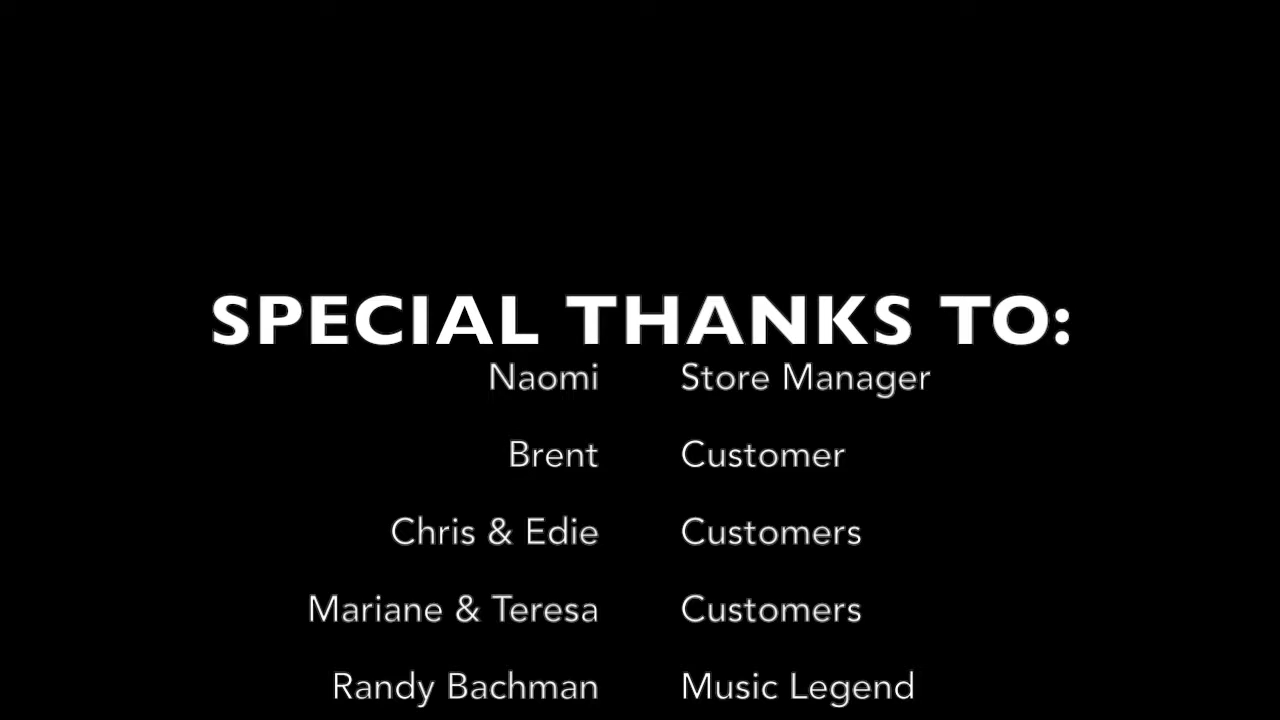 SPECIAL THANKS TO:
Naomi Store Manager
Brent Customer
Chris & Edie Customers
Mariane & Teresa Customers
Randy Bachman Music Legend